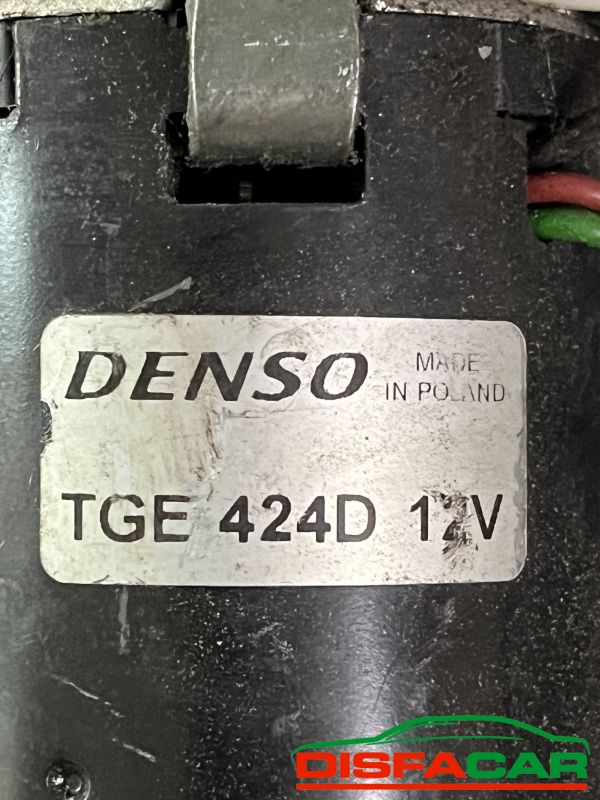 DENSO
MADE
IN POLAND
TGE 424D 12V
DISFACAR